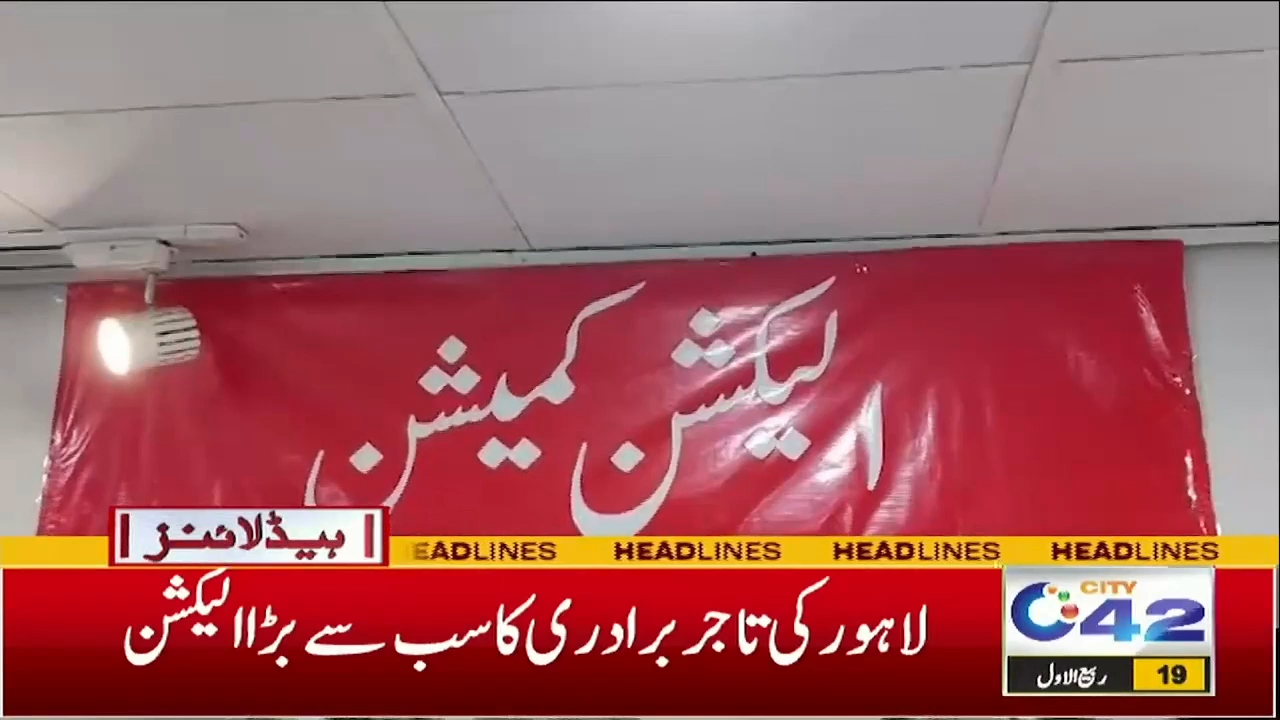 الیکشن کمیشن
ہیڈلائنز
EADLINES HEADLINES HEADLINES HEADLINES
لاہور کی تاجر برادری کا سب سے بڑا الیکشن
CITY
42
ربیع الاول 19